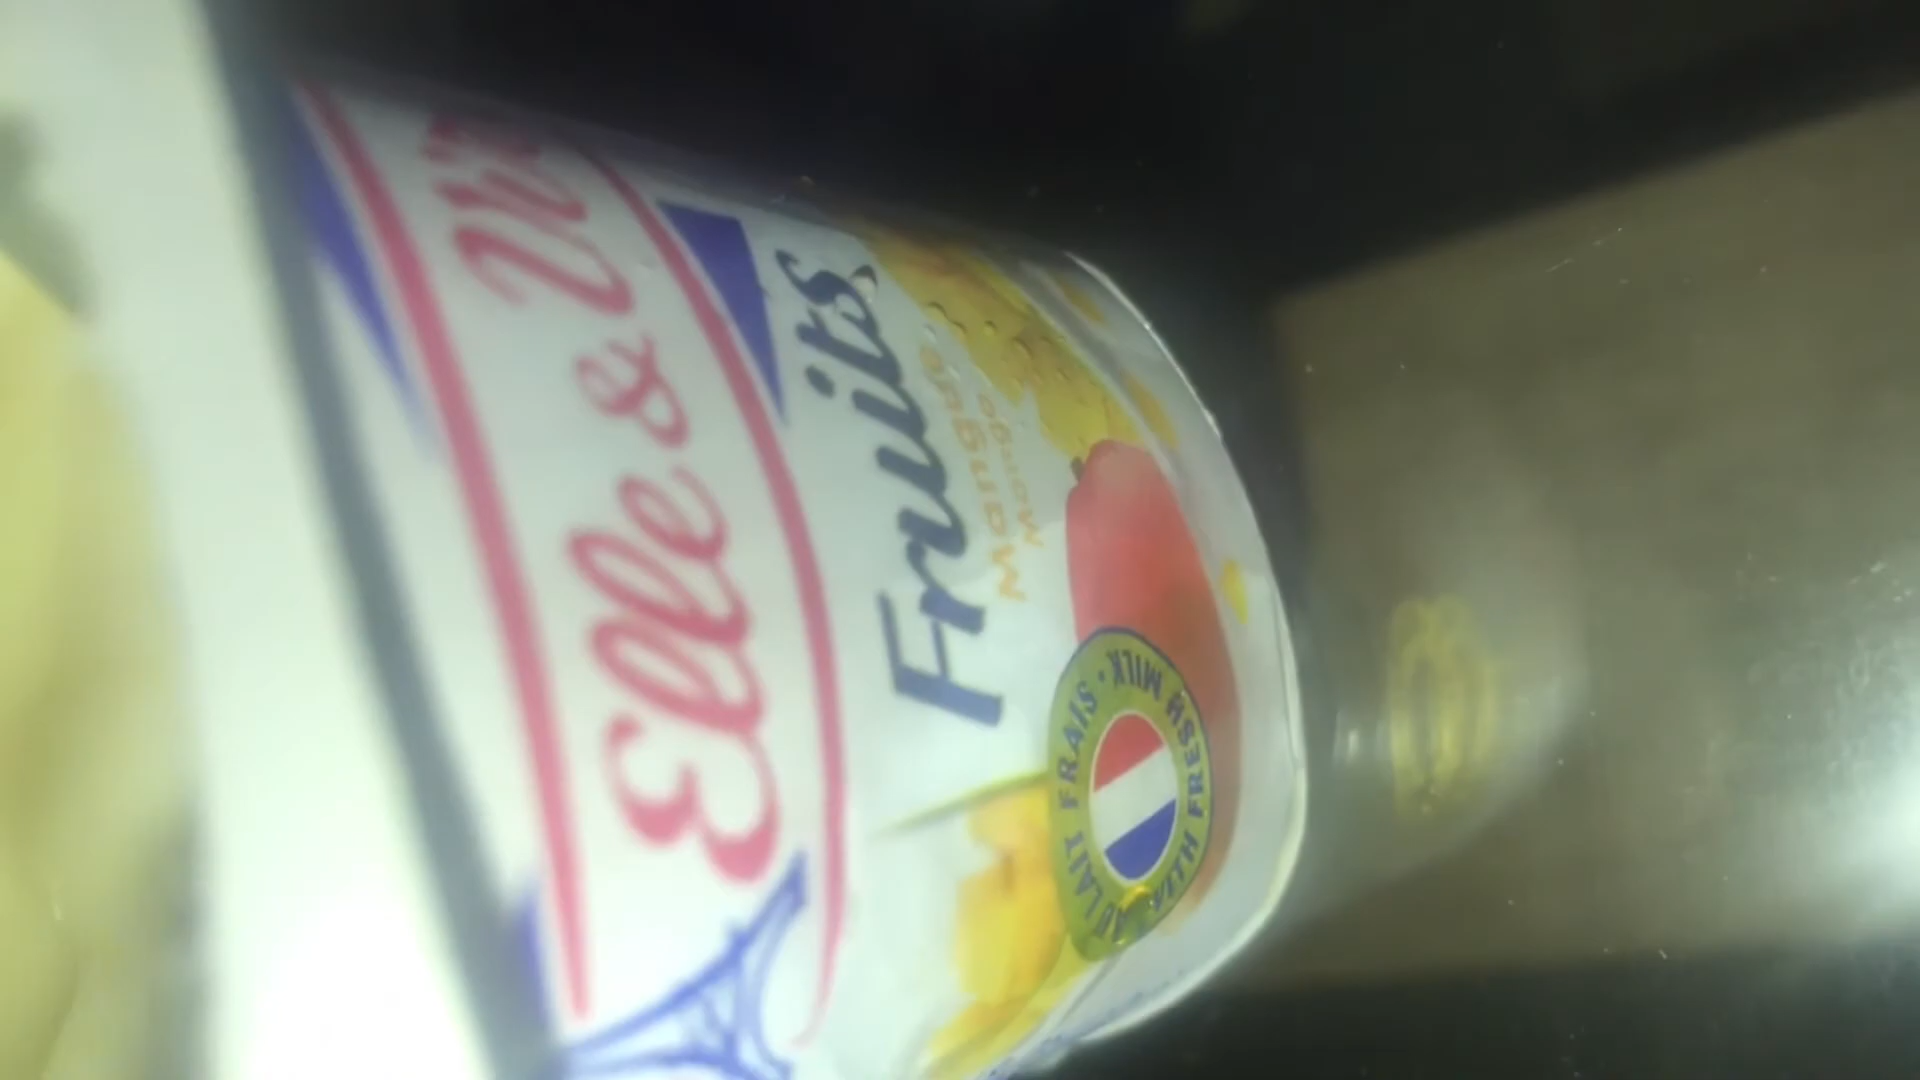 Elle & Vi
Fruits
Mangue
Mango
AU LAIT FRAIS · WITH FRESH MILK